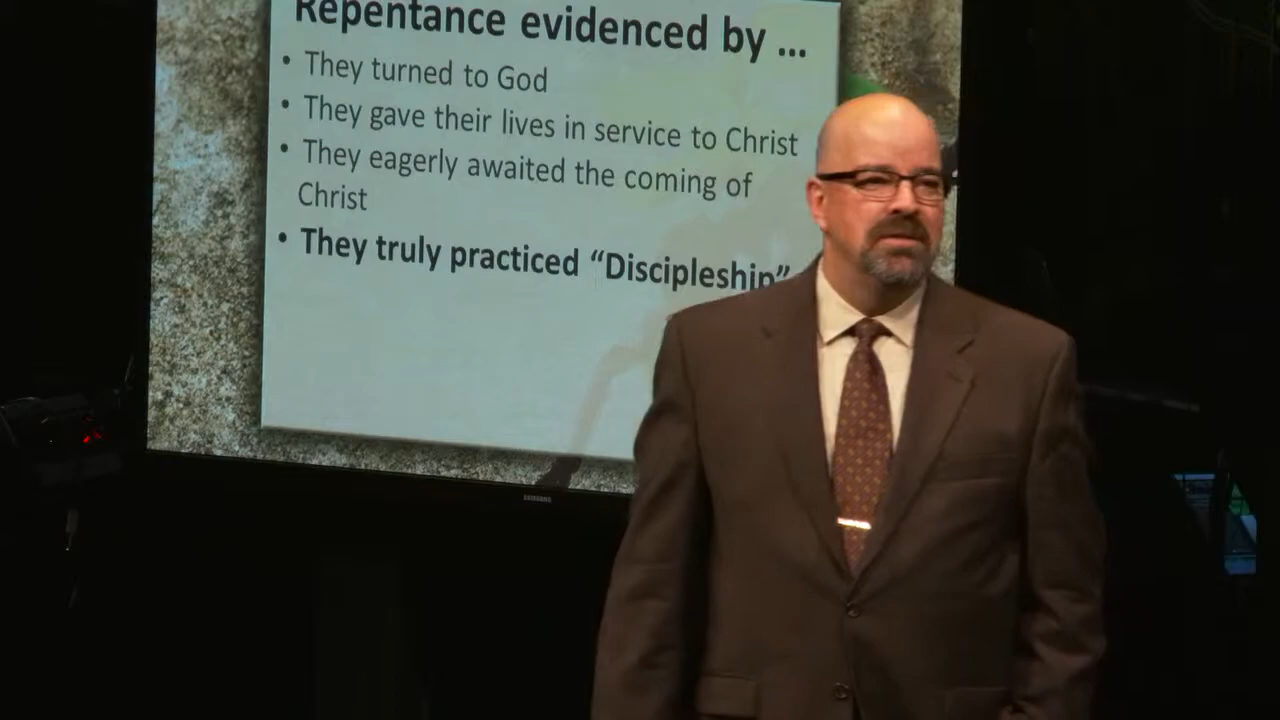 Repentance evidenced by ...
• They turned to God
• They gave their lives in service to Christ
• They eagerly awaited the coming of
Christ
• They truly practiced “Discipleship”
SAMSUNG